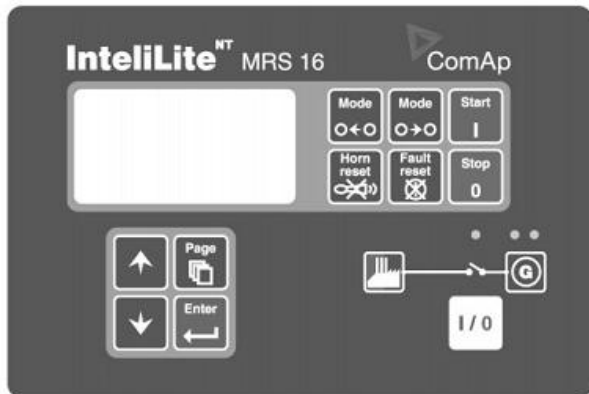 InteliLite NT MRS 16
ComAp
Mode Mode Start
I
Horn reset Fault reset Stop
0
Page
Enter
G
I / 0